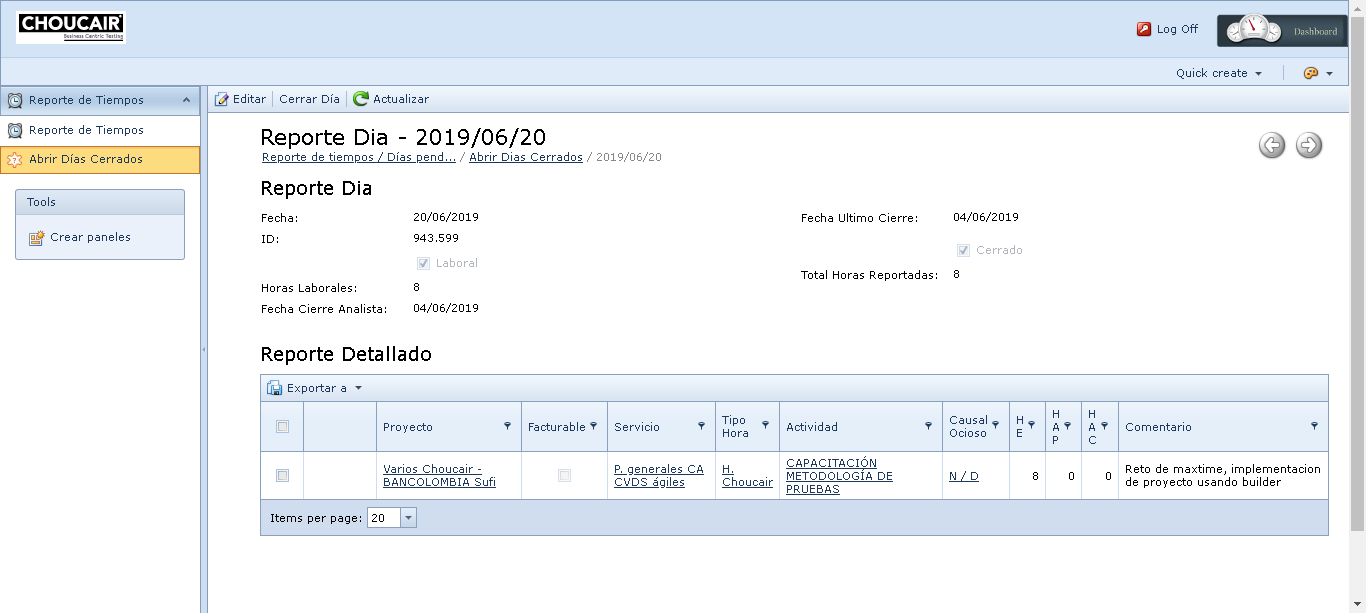 CHOUCAIR
Business Centric Testing
Log Off
Dashboard
Quick create
Reporte de Tiempos
Reporte de Tiempos
Abrir Días Cerrados
Tools
Crear paneles
Editar Cerrar Día Actualizar
Reporte Dia - 2019/06/20
Reporte de tiempos / Días pend... / Abrir Dias Cerrados / 2019/06/20
Reporte Dia
Fecha: 20/06/2019 Fecha Ultimo Cierre: 04/06/2019
ID: 943.599
Cerrado
Laboral
Total Horas Reportadas: 8
Horas Laborales: 8
Fecha Cierre Analista: 04/06/2019
Reporte Detallado
Exportar a
Proyecto
Facturable
Servicio
Tipo
Hora
Actividad
Causal
Ocioso
H
E
H
A
P
H
A
C
Comentario
Varios Choucair -
BANCOLOMBIA Sufi
P. generales CA
CVDS ágiles
H.
Choucair
CAPACITACIÓN
METODOLOGÍA DE
PRUEBAS
N / D
8
0
0
Reto de maxtime, implementacion
de proyecto usando builder
Items per page: 20